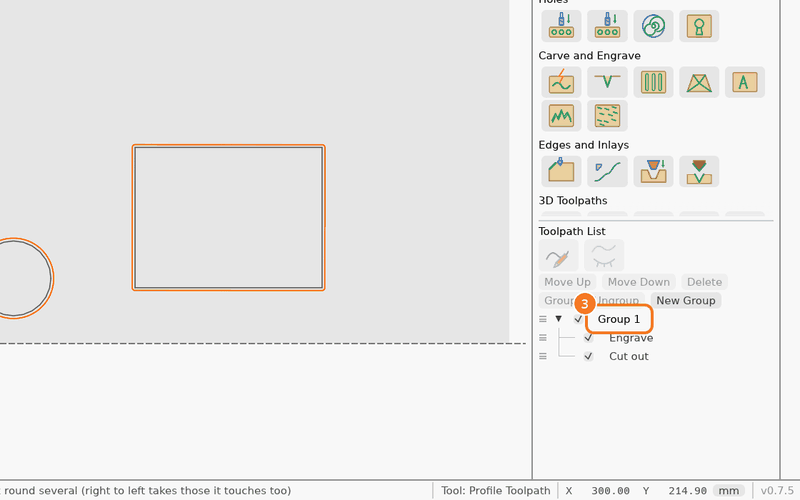 Holes
Carve and Engrave
A
Edges and Inlays
3D Toolpaths
Toolpath List
Move Up Move Down Delete
Group Ungroup New Group
3
Group 1
Engrave
Cut out
round several (right to left takes those it touches too) Tool: Profile Toolpath X 300.00 Y 214.90 mm v0.7.5